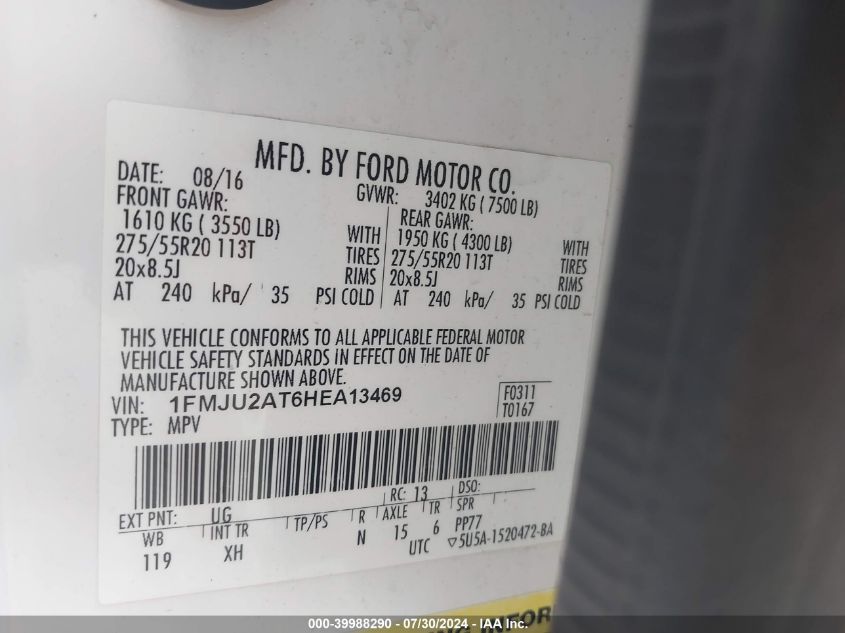 MFD. BY FORD MOTOR CO.
DATE: 08/16 GVWR: 3402 KG ( 7500 LB)
FRONT GAWR: REAR GAWR:
1610 KG ( 3550 LB) WITH 1950 KG ( 4300 LB) WITH
275/55R20 113T TIRES 275/55R20 113T TIRES
20x8.5J RIMS 20x8.5J RIMS
AT 240 kPa/ 35 PSI COLD AT 240 kPa/ 35 PSI COLD
THIS VEHICLE CONFORMS TO ALL APPLICABLE FEDERAL MOTOR
VEHICLE SAFETY STANDARDS IN EFFECT ON THE DATE OF
MANUFACTURE SHOWN ABOVE.
VIN: 1FMJU2AT6HEA13469 F0311
TYPE: MPV T0167
RC: 13 DSO:
EXT PNT: UG
WB INT TR TP/PS R AXLE TR SPR
119 XH N 15 6 PP77
UTC ▽5U5A-1520472-BA
000-39988290 - 07/30/2024 - IAA Inc.